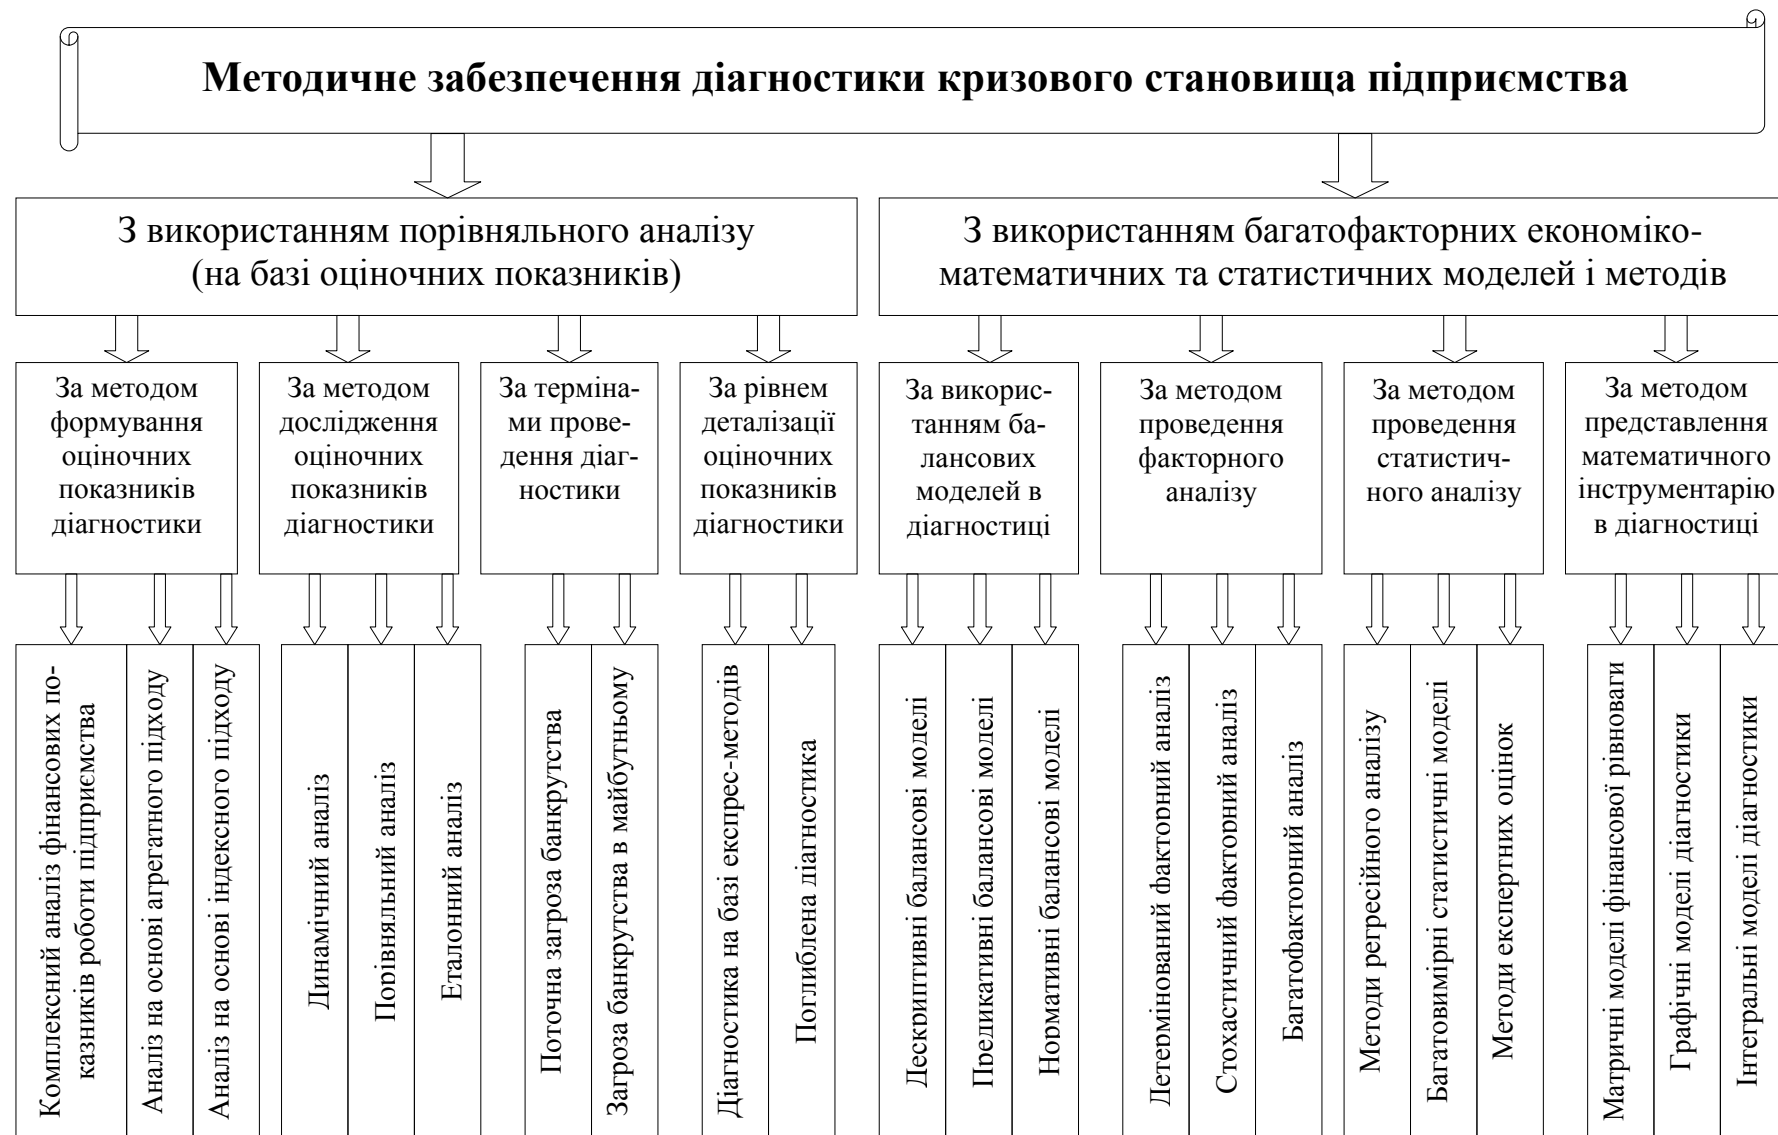 Методичне забезпечення діагностики кризового становища підприємства
З використанням порівняльного аналізу
(на базі оціночних показників)
З використанням багатофакторних економіко-
математичних та статистичних моделей і методів
За методом
формування
оціночних
показників
діагностики
За методом
дослідження
оціночних
показників
діагностики
За терміна-
ми прове-
дення діаг-
ностики
За рівнем
деталізації
оціночних
показників
діагностики
За викорис-
танням ба-
лансових
моделей в
діагностиці
За методом
проведення
факторного
аналізу
За методом
проведення
статистич-
ного аналізу
За методом
представлення
математичного
інструментарію
в діагностиці
Комплексний аналіз фінансових по-
казників роботи підприємства
Аналіз на основі агрегатного підходу
Аналіз на основі індексного підходу
Динамічний аналіз
Порівняльний аналіз
Еталонний аналіз
Поточна загроза банкрутства
Загроза банкрутства в майбутньому
Діагностика на базі експрес-методів
Поглиблена діагностика
Дескриптивні балансові моделі
Предикативні балансові моделі
Нормативні балансові моделі
Детермінований факторний аналіз
Стохастичний факторний аналіз
Багатофакторний аналіз
Методи регресійного аналізу
Багатовимірні статистичні моделі
Методи експертних оцінок
Матричні моделі фінансової рівноваги
Графічні моделі діагностики
Інтегральні моделі діагностики